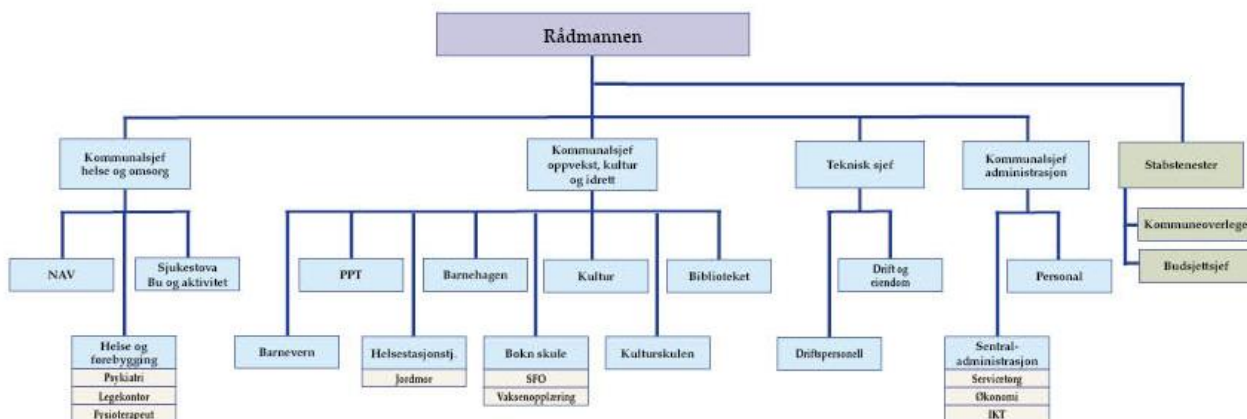 Rådmannen
Kommunalsjef
helse og omsorg
Kommunalsjef
oppvekst, kultur
og idrett
Teknisk sjef
Kommunalsjef
administrasjon
Stabstenester
Kommuneoverlege
Budsjettsjef
NAV
Sjukestova
Bu og aktivitet
PPT
Barnehagen
Kultur
Biblioteket
Drift og
eiendom
Personal
Helse og
førebygging
Psykiatri
Legekontor
Fysioterapeut
Barnevern
Helsestasjonstj.
Jordmor
Bokn skule
SFO
Vaksenopplæring
Kulturskulen
Driftspersonell
Sentral-
administrasjon
Servicetorg
Økonomi
IKT